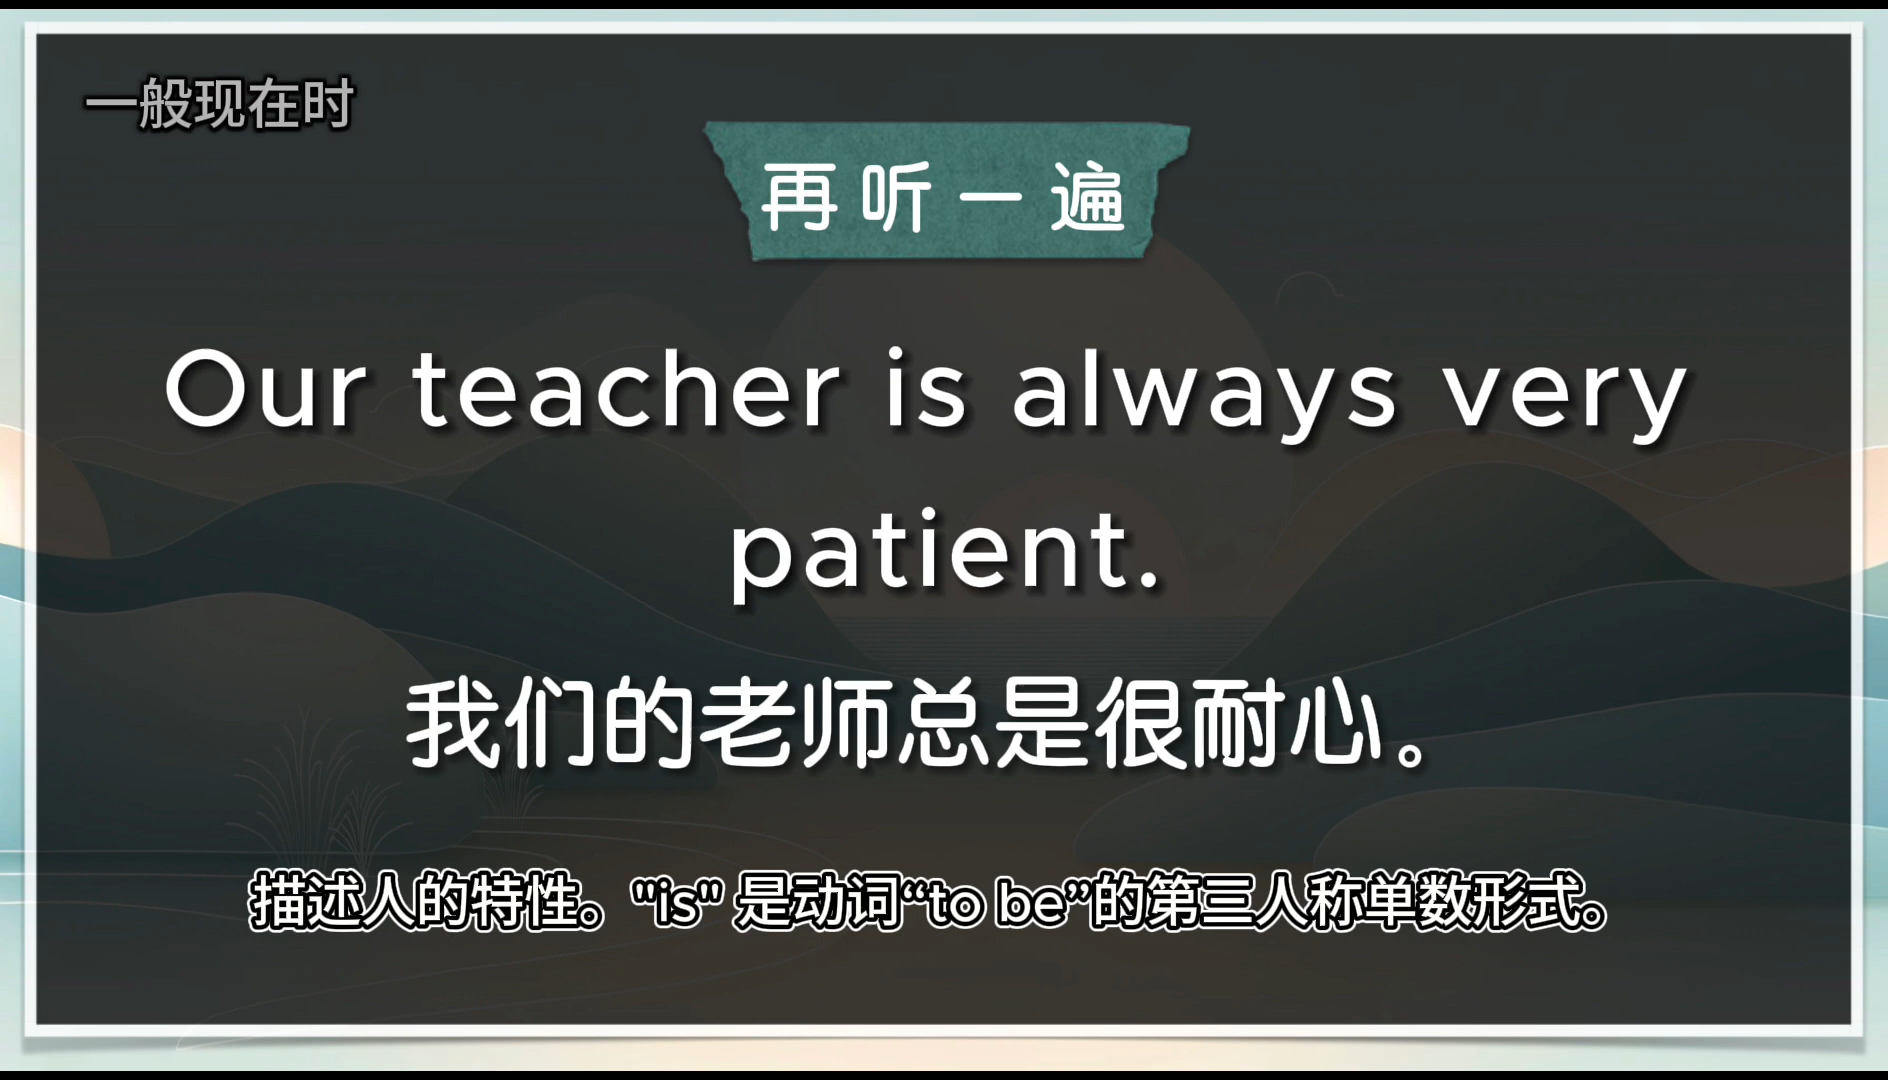 一般现在时
再听一遍
Our teacher is always very
patient.
我们的老师总是很耐心。
描述人的特性。"is" 是动词“to be”的第三人称单数形式。